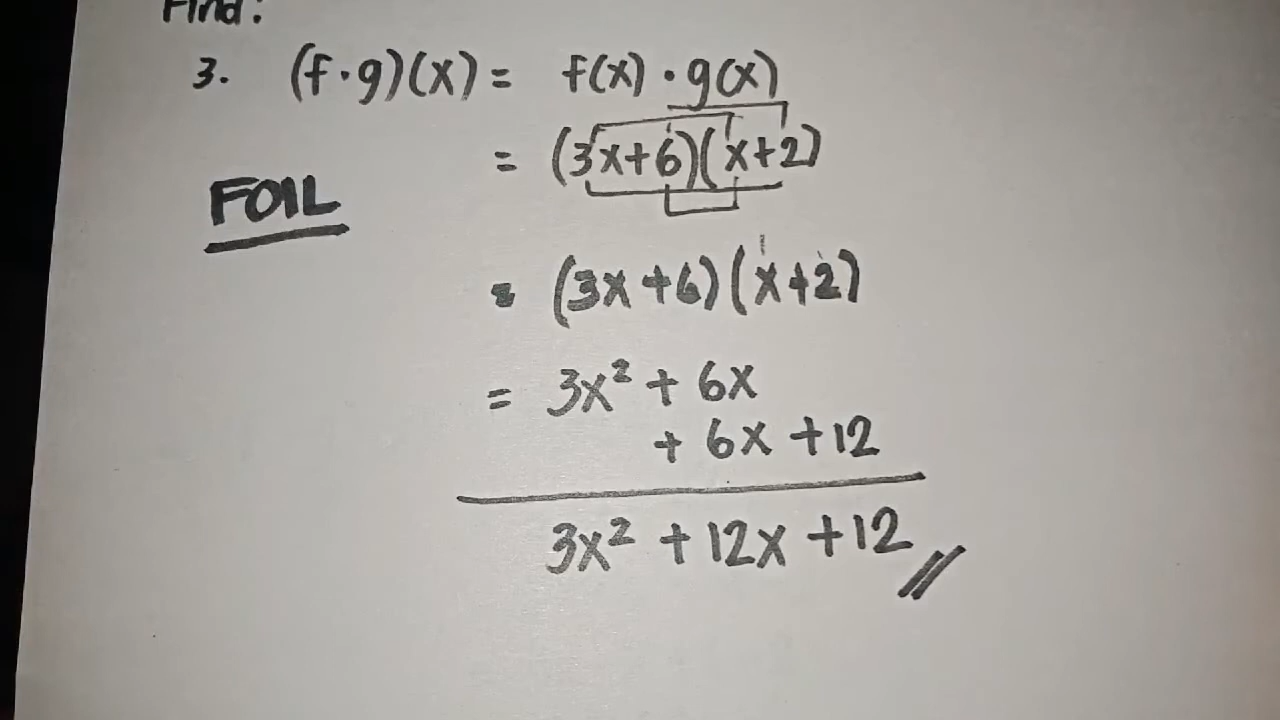 Find:
3. (f·g)(x) = f(x) · g(x)
= (3x+6)(x+2)
FOIL
= (3x+6)(x+2)
= 3x² + 6x
+ 6x + 12
3x² + 12x + 12 //